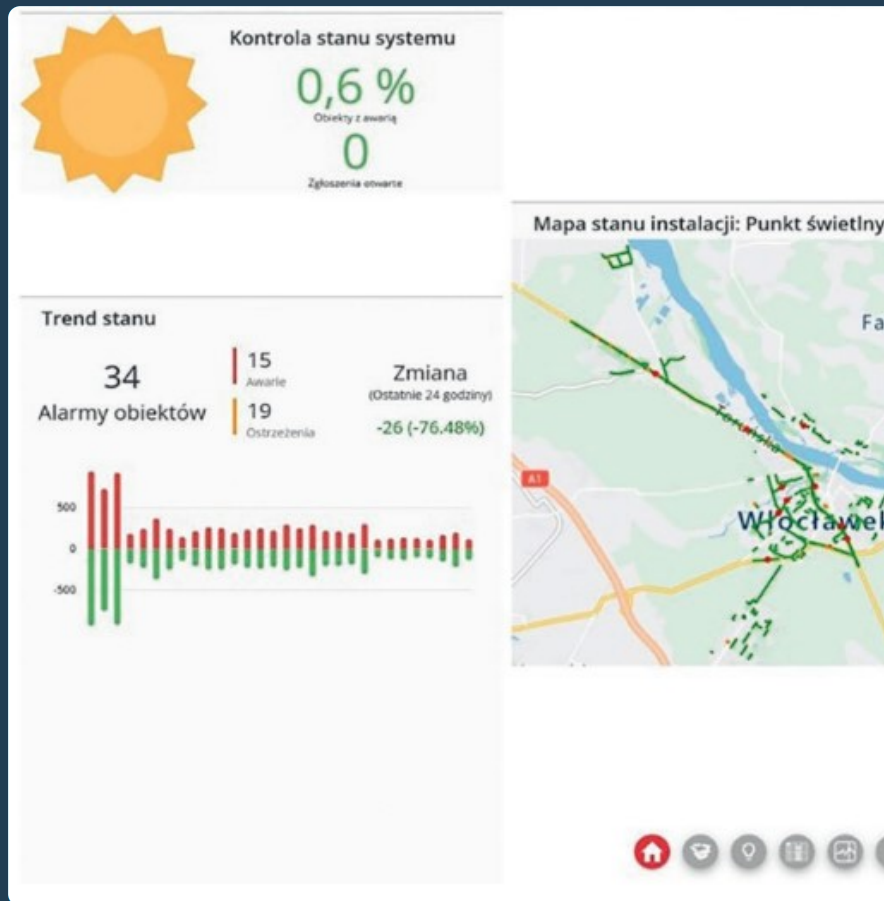 Kontrola stanu systemu
0,6 %
Obiekty z awarią
0
Zgłoszenia otwarte
Trend stanu
34
Alarmy obiektów
15
Awarie
19
Ostrzeżenia
Zmiana
(Ostatnie 24 godziny)
-26 (-76.48%)
500
0
-500
Mapa stanu instalacji: Punkt świetlny
Fa
Toruńska
A1
Włocławek